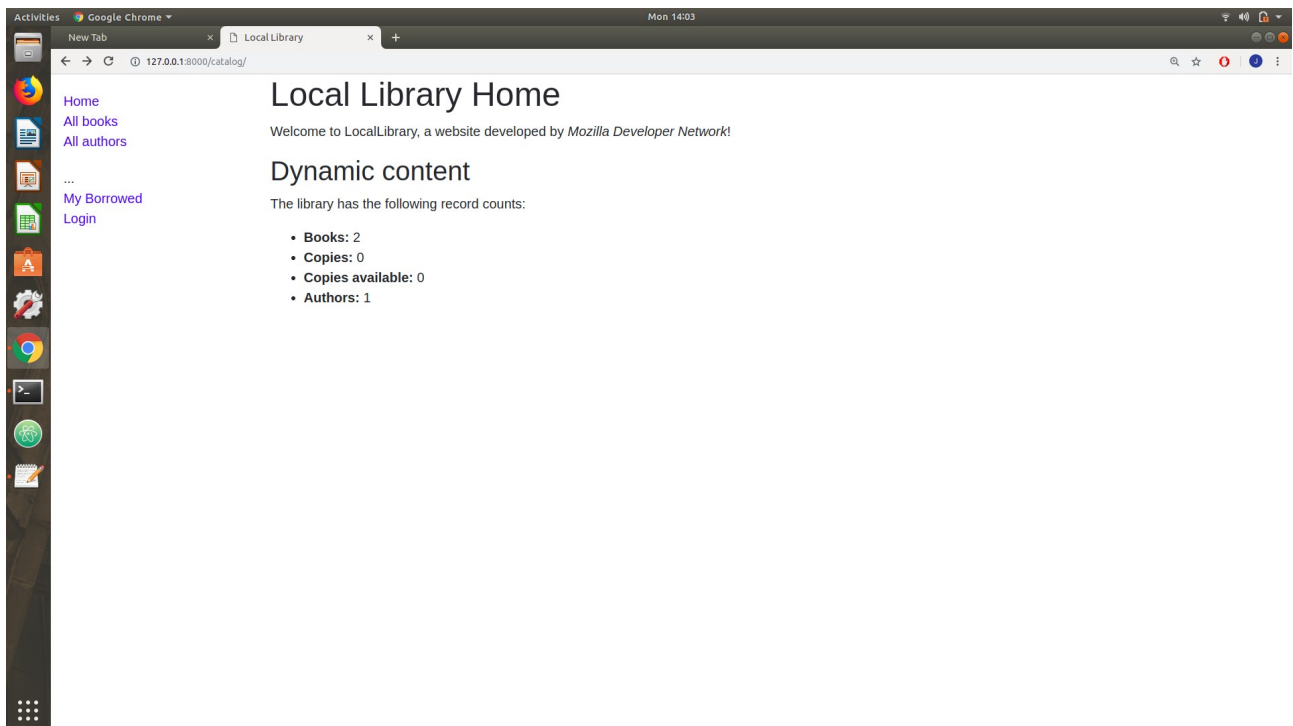 Activities Google Chrome Mon 14:03
New Tab Local Library
127.0.0.1:8000/catalog/
Home
All books
All authors
...
My Borrowed
Login
Local Library Home
Welcome to LocalLibrary, a website developed by Mozilla Developer Network!
Dynamic content
The library has the following record counts:
• Books: 2
• Copies: 0
• Copies available: 0
• Authors: 1